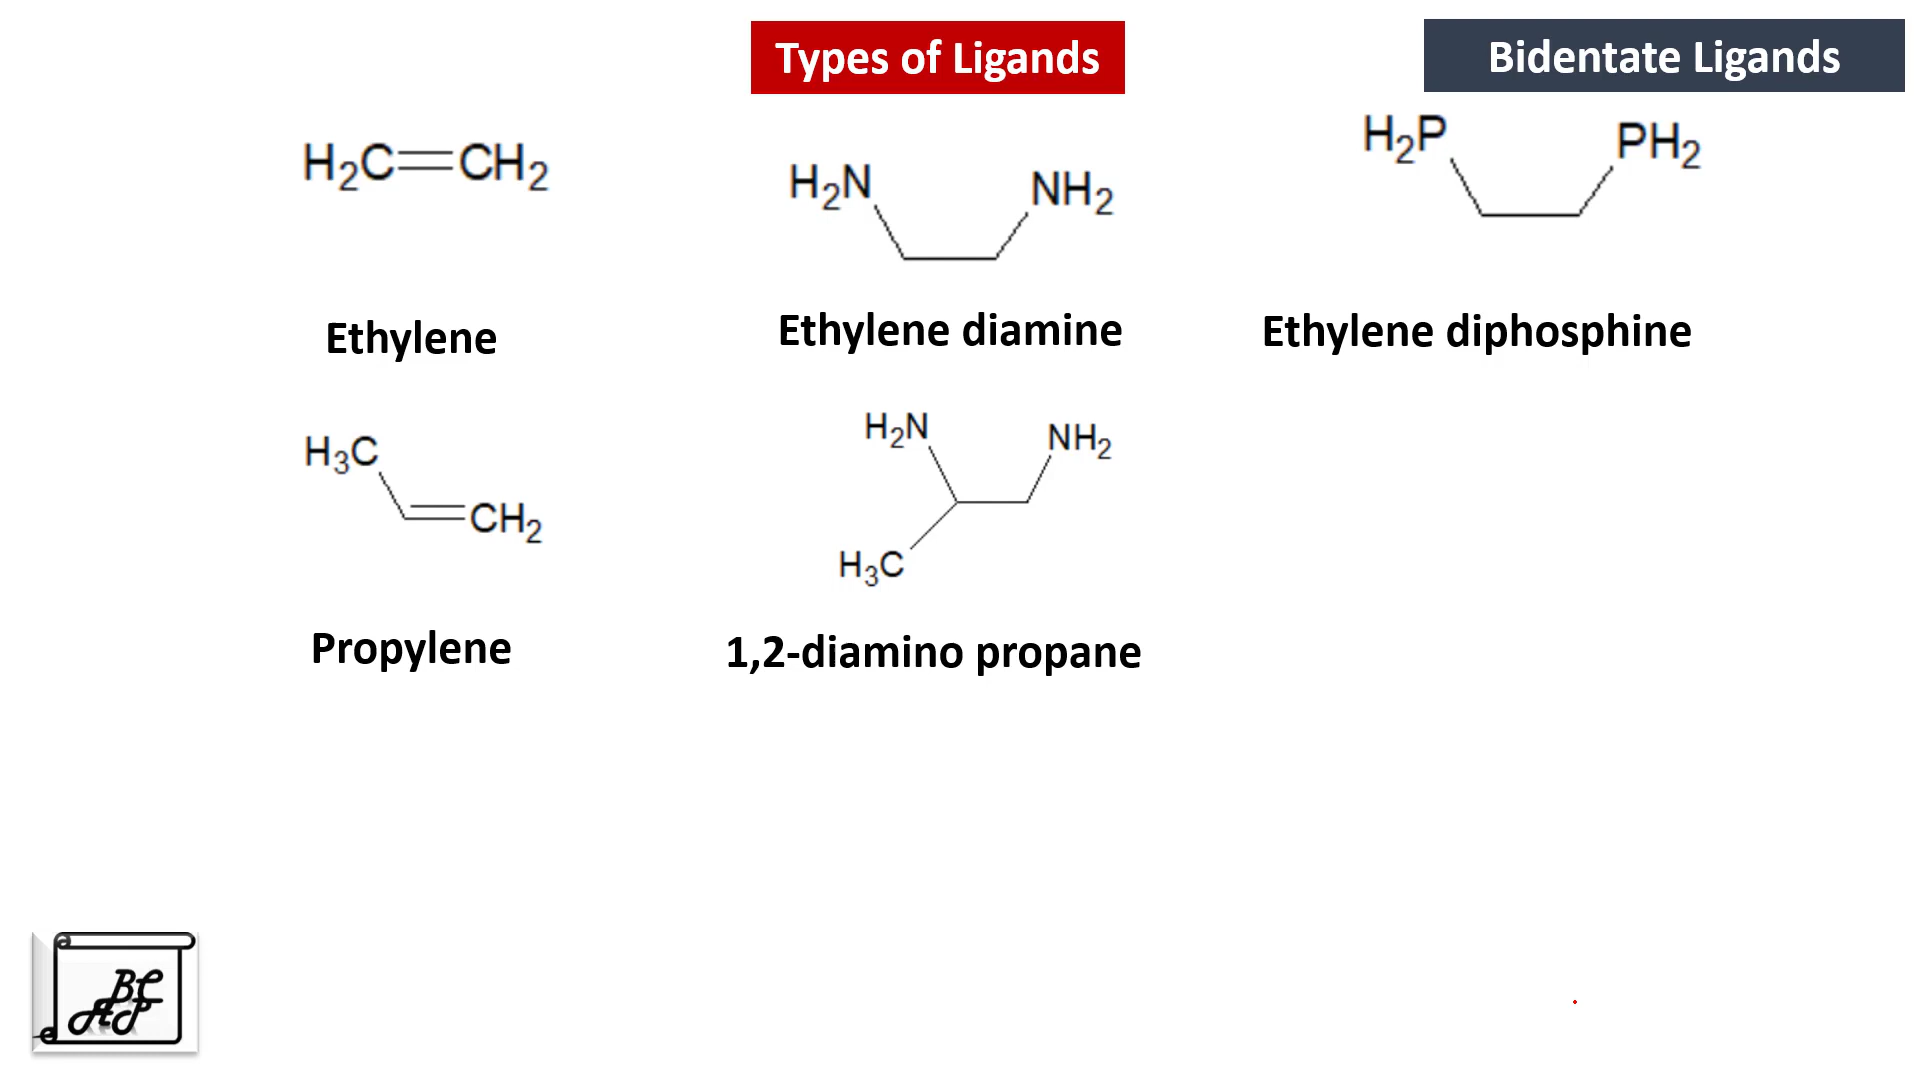 Types of Ligands
Bidentate Ligands
H₂C=CH₂
H₂N NH₂
H₂P PH₂
Ethylene
Ethylene diamine
Ethylene diphosphine
H₃C
CH₂
H₂N NH₂
H₃C
Propylene
1,2-diamino propane